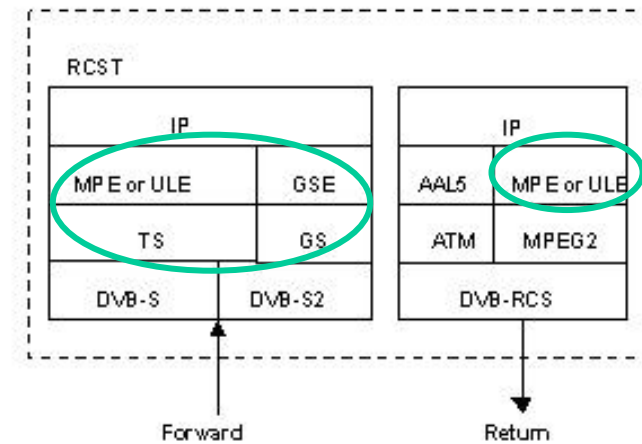 RCST
IP
MPE or ULE GSE
TS GS
DVB-S DVB-S2
Forward
IP
AAL5 MPE or ULE
ATM MPEG2
DVB-RCS
Return